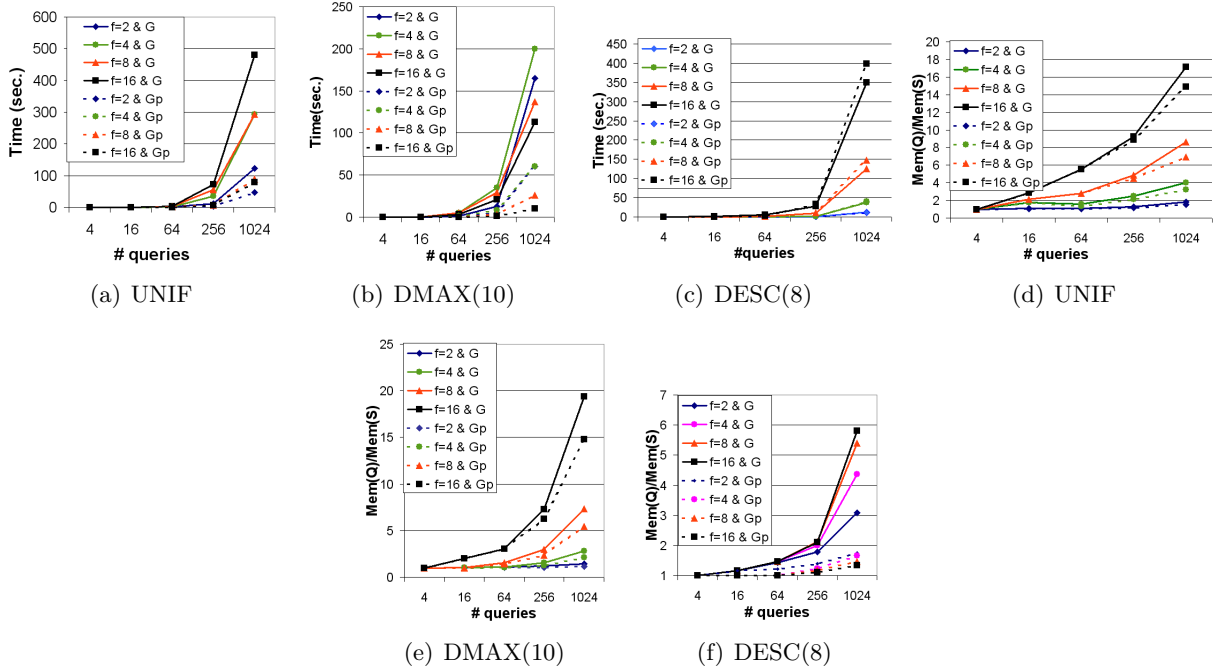 600
500
400
300
200
100
0
Time (sec.)
f=2 & G
f=4 & G
f=8 & G
f=16 & G
f=2 & Gp
f=4 & Gp
f=8 & Gp
f=16 & Gp
4 16 64 256 1024
# queries
(a) UNIF
250
200
150
100
50
0
Time(sec.)
f=2 & G
f=4 & G
f=8 & G
f=16 & G
f=2 & Gp
f=4 & Gp
f=8 & Gp
f=16 & Gp
4 16 64 256 1024
# queries
(b) DMAX(10)
450
400
350
300
250
200
150
100
50
0
Time (sec.)
f=2 & G
f=4 & G
f=8 & G
f=16 & G
f=2 & Gp
f=4 & Gp
f=8 & Gp
f=16 & Gp
4 16 64 256 1024
#queries
(c) DESC(8)
20
18
16
14
12
10
8
6
4
2
0
Mem(Q)/Mem(S)
f=2 & G
f=4 & G
f=8 & G
f=16 & G
f=2 & Gp
f=4 & Gp
f=8 & Gp
f=16 & Gp
4 16 64 256 1024
# queries
(d) UNIF
25
20
15
10
5
0
Mem(Q)/Mem(S)
f=2 & G
f=4 & G
f=8 & G
f=16 & G
f=2 & Gp
f=4 & Gp
f=8 & Gp
f=16 & Gp
4 16 64 256 1024
# queries
(e) DMAX(10)
7
6
5
4
3
2
1
Mem(Q)/Mem(S)
f=2 & G
f=4 & G
f=8 & G
f=16 & G
f=2 & Gp
f=4 & Gp
f=8 & Gp
f=16 & Gp
4 16 64 256 1024
# queries
(f) DESC(8)